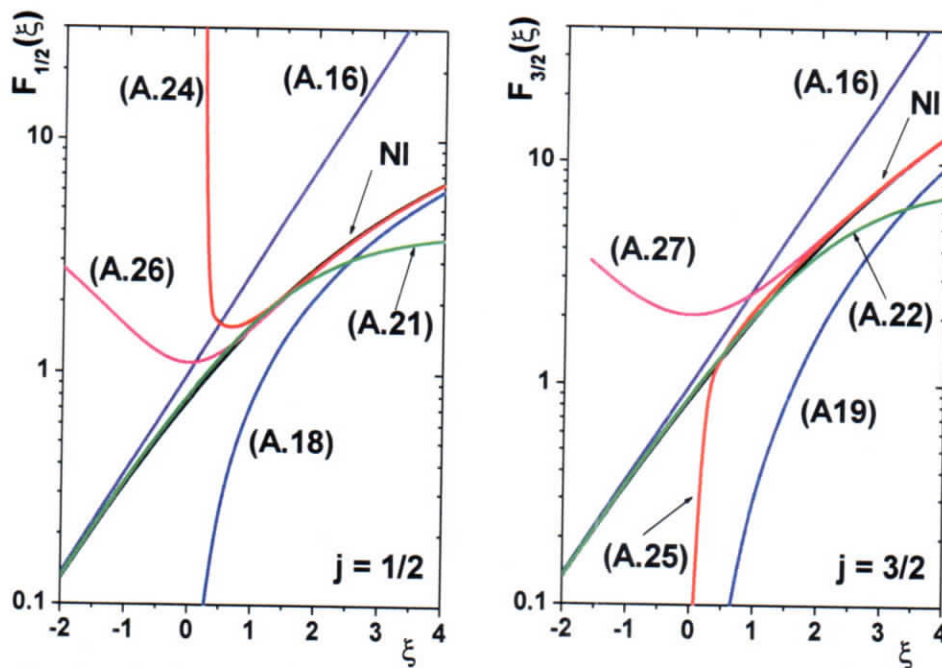 F1/2(ξ)
10
1
0.1
(A.24)
(A.16)
NI
(A.26)
(A.21)
(A.18)
j = 1/2
-2 -1 0 1 2 3 4
ξ
F3/2(ξ)
10
1
0.1
(A.16)
NI
(A.27)
(A.22)
(A19)
(A.25)
j = 3/2
-2 -1 0 1 2 3 4
ξ